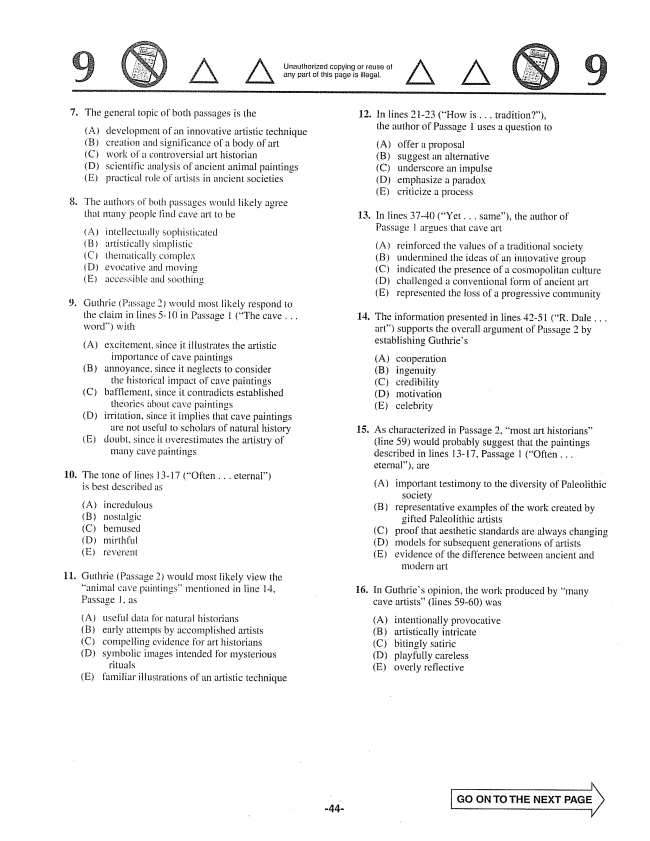 9
Unauthorized copying or reuse of
any part of this page is illegal.
9
7. The general topic of both passages is the
(A) development of an innovative artistic technique
(B) creation and significance of a body of art
(C) work of a controversial art historian
(D) scientific analysis of ancient animal paintings
(E) practical role of artists in ancient societies
8. The authors of both passages would likely agree
that many people find cave art to be
(A) intellectually sophisticated
(B) artistically simplistic
(C) thematically complex
(D) evocative and moving
(E) accessible and soothing
9. Guthrie (Passage 2) would most likely respond to
the claim in lines 5-10 in Passage 1 ("The cave . . .
word") with
(A) excitement, since it illustrates the artistic
importance of cave paintings
(B) annoyance, since it neglects to consider
the historical impact of cave paintings
(C) bafflement, since it contradicts established
theories about cave paintings
(D) irritation, since it implies that cave paintings
are not useful to scholars of natural history
(E) doubt, since it overestimates the artistry of
many cave paintings
10. The tone of lines 13-17 ("Often . . . eternal")
is best described as
(A) incredulous
(B) nostalgic
(C) bemused
(D) mirthful
(E) reverent
11. Guthrie (Passage 2) would most likely view the
"animal cave paintings" mentioned in line 14,
Passage 1, as
(A) useful data for natural historians
(B) early attempts by accomplished artists
(C) compelling evidence for art historians
(D) symbolic images intended for mysterious
rituals
(E) familiar illustrations of an artistic technique
12. In lines 21-23 ("How is . . . tradition?"),
the author of Passage 1 uses a question to
(A) offer a proposal
(B) suggest an alternative
(C) underscore an impulse
(D) emphasize a paradox
(E) criticize a process
13. In lines 37-40 ("Yet . . . same"), the author of
Passage 1 argues that cave art
(A) reinforced the values of a traditional society
(B) undermined the ideas of an innovative group
(C) indicated the presence of a cosmopolitan culture
(D) challenged a conventional form of ancient art
(E) represented the loss of a progressive community
14. The information presented in lines 42-51 ("R. Dale . . .
art") supports the overall argument of Passage 2 by
establishing Guthrie's
(A) cooperation
(B) ingenuity
(C) credibility
(D) motivation
(E) celebrity
15. As characterized in Passage 2, "most art historians"
(line 59) would probably suggest that the paintings
described in lines 13-17, Passage 1 ("Often . . .
eternal"), are
(A) important testimony to the diversity of Paleolithic
society
(B) representative examples of the work created by
gifted Paleolithic artists
(C) proof that aesthetic standards are always changing
(D) models for subsequent generations of artists
(E) evidence of the difference between ancient and
modern art
16. In Guthrie's opinion, the work produced by "many
cave artists" (lines 59-60) was
(A) intentionally provocative
(B) artistically intricate
(C) bitingly satiric
(D) playfully careless
(E) overly reflective
GO ON TO THE NEXT PAGE
-44-